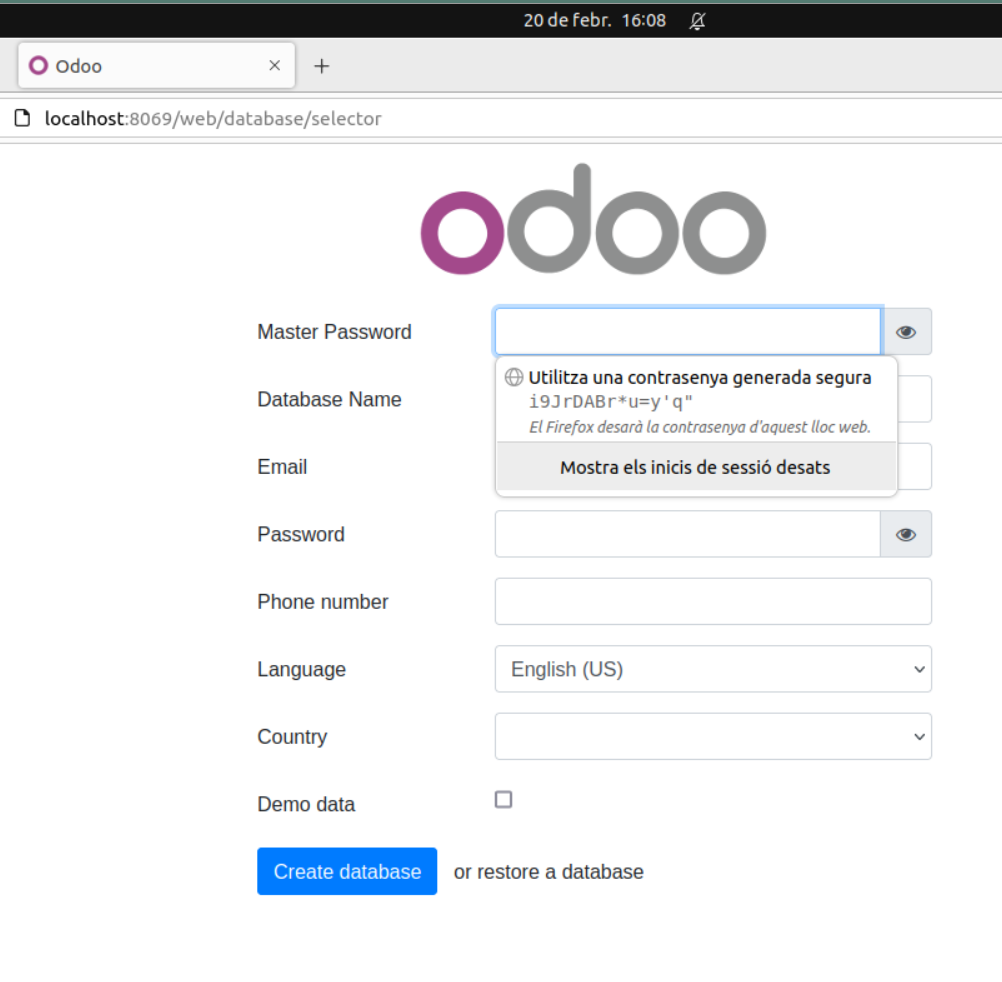 20 de febr. 16:08
Odoo
localhost:8069/web/database/selector
odoo
Master Password
Utilitza una contrasenya generada segura
i9JrDABr*u=y'q"
El Firefox desarà la contrasenya d'aquest lloc web.
Mostra els inicis de sessió desats
Database Name
Email
Password
Phone number
Language English (US)
Country
Demo data
Create database or restore a database